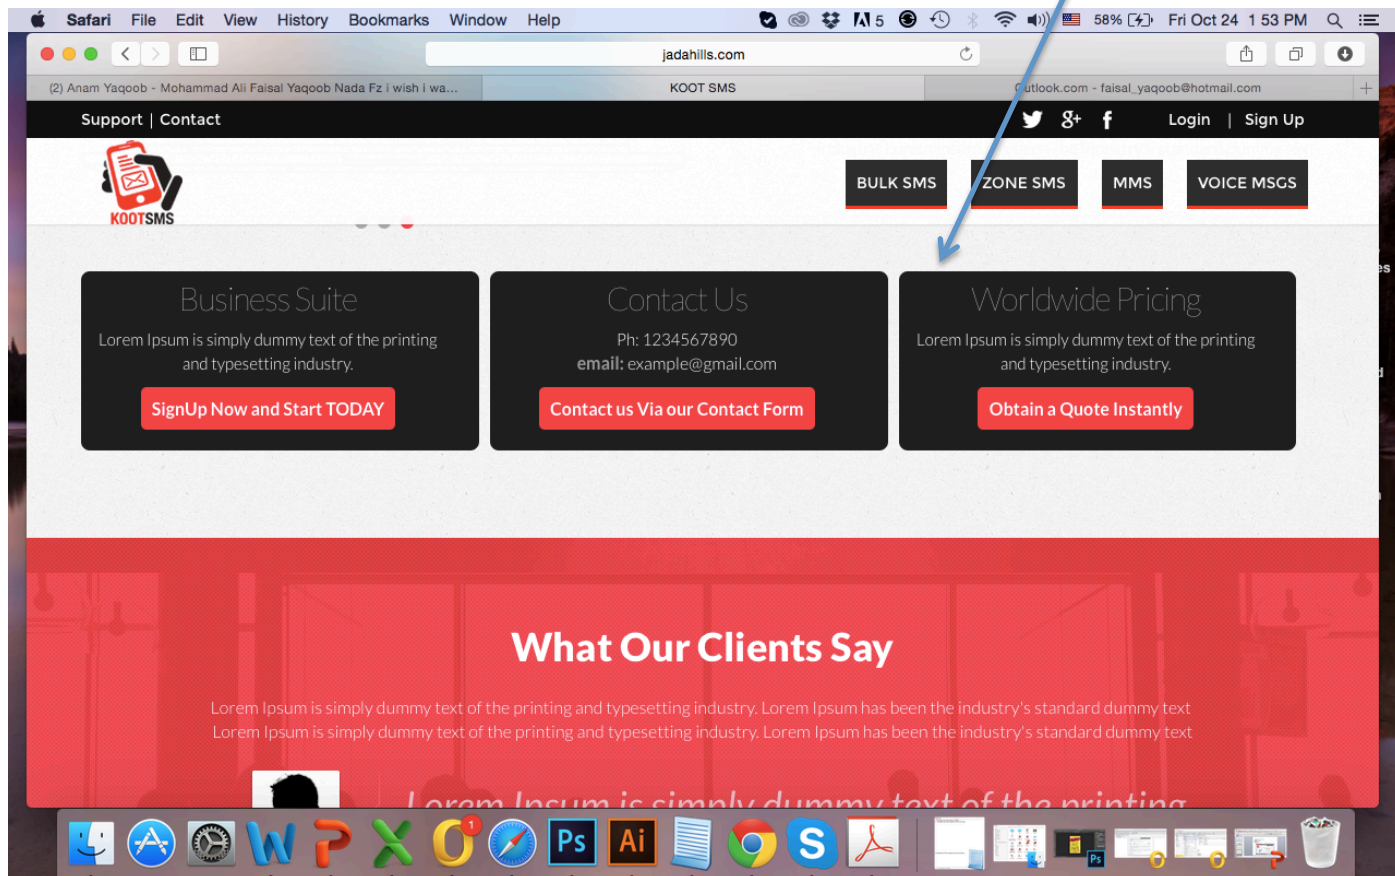 Safari File Edit View History Bookmarks Window Help 5 58% Fri Oct 24 1 53 PM
jadahills.com
(2) Anam Yaqoob - Mohammad Ali Faisal Yaqoob Nada Fz i wish i wa... KOOT SMS Outlook.com - faisal_yaqoob@hotmail.com
Support | Contact g+ f Login | Sign Up
KOOTSMS
BULK SMS ZONE SMS MMS VOICE MSGS
Business Suite
Lorem Ipsum is simply dummy text of the printing
and typesetting industry.
SignUp Now and Start TODAY
Contact Us
Ph: 1234567890
email: example@gmail.com
Contact us Via our Contact Form
Worldwide Pricing
Lorem Ipsum is simply dummy text of the printing
and typesetting industry.
Obtain a Quote Instantly
What Our Clients Say
Lorem Ipsum is simply dummy text of the printing and typesetting industry. Lorem Ipsum has been the industry's standard dummy text
Lorem Ipsum is simply dummy text of the printing and typesetting industry. Lorem Ipsum has been the industry's standard dummy text
Lorem Ipsum is simply dummy text of the printing
1
Ps Ai S
Ps